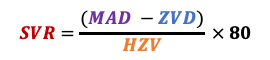 SVR = (MAD − ZVD) / HZV × 80